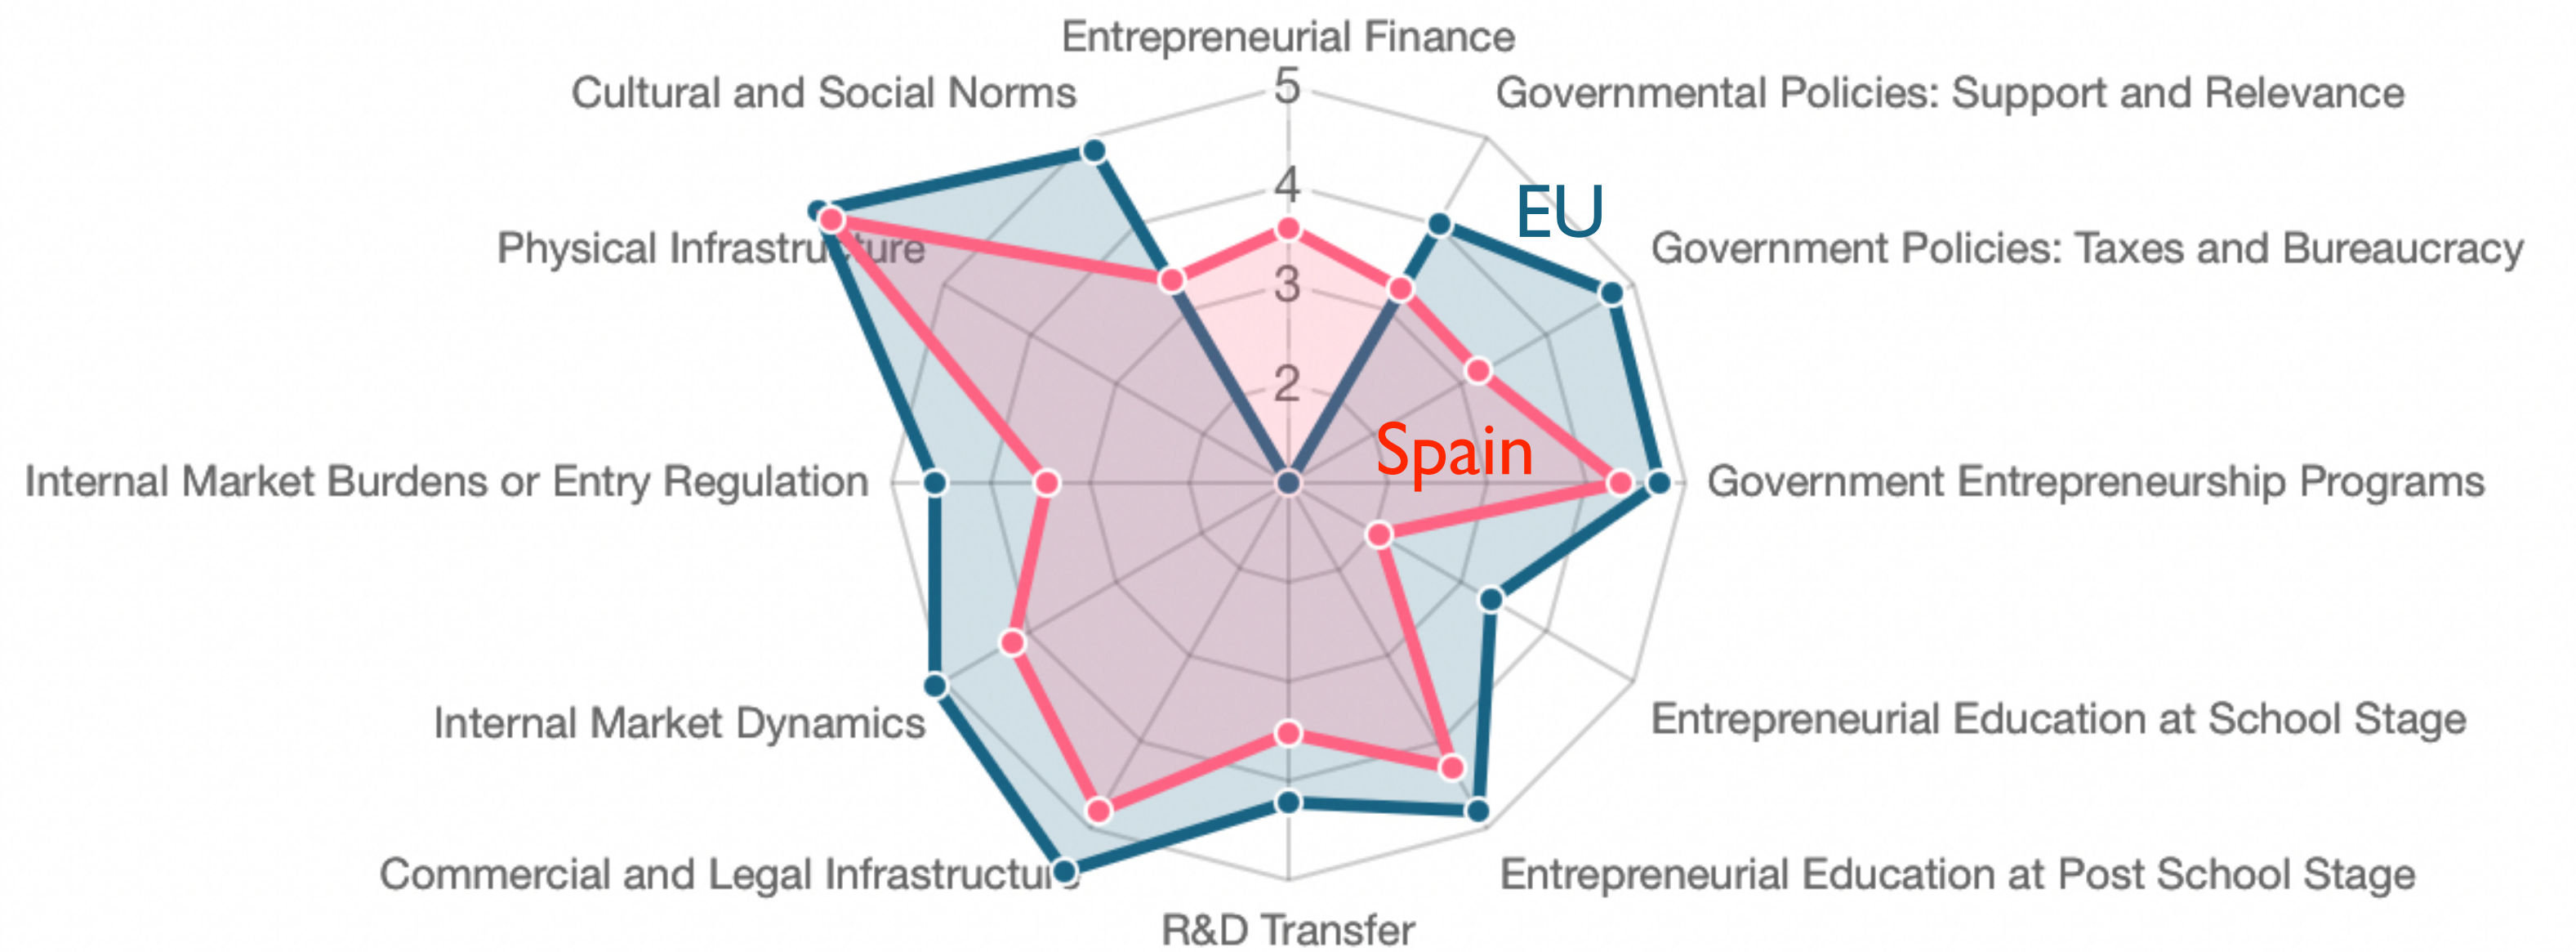 Entrepreneurial Finance
Cultural and Social Norms
5
Governmental Policies: Support and Relevance
4
EU
Physical Infrastructure
Government Policies: Taxes and Bureaucracy
3
2
Spain
Internal Market Burdens or Entry Regulation
Government Entrepreneurship Programs
Internal Market Dynamics
Entrepreneurial Education at School Stage
Commercial and Legal Infrastructure
Entrepreneurial Education at Post School Stage
R&D Transfer